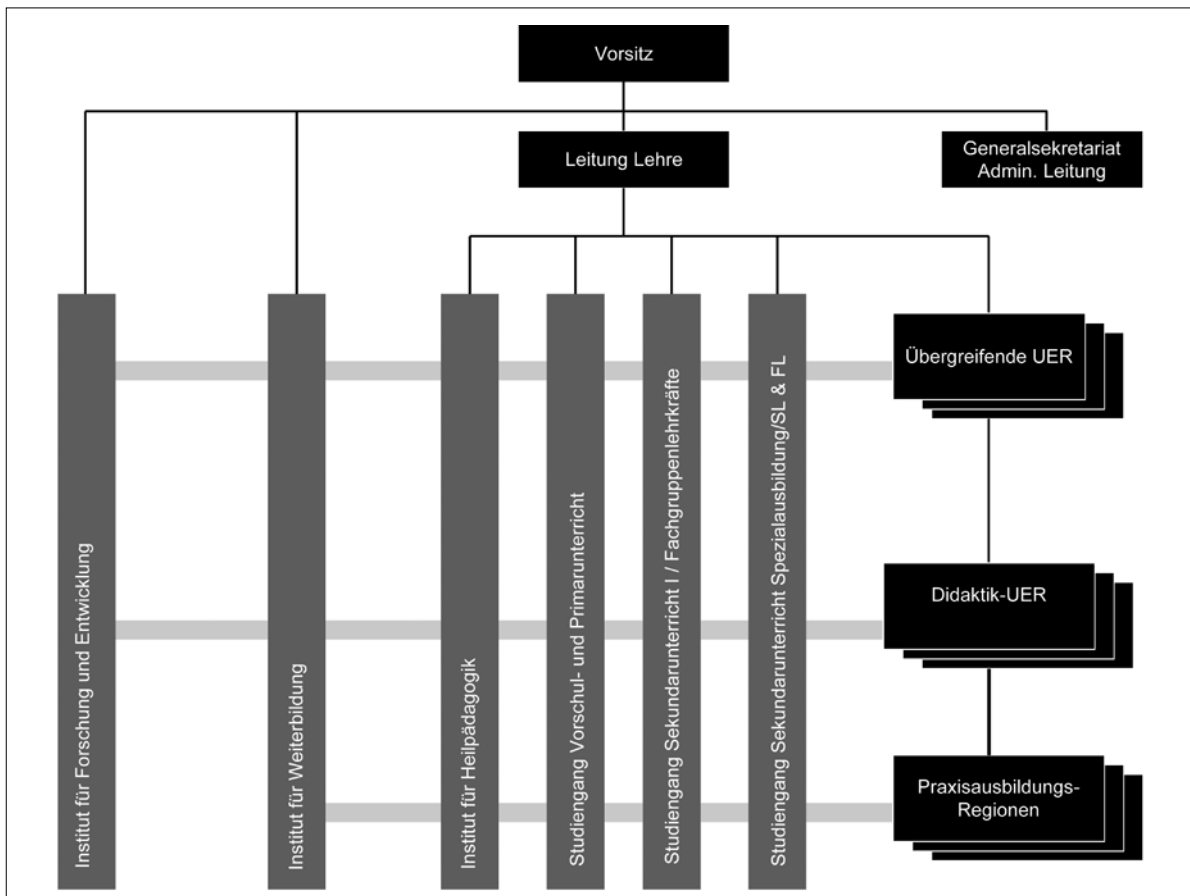 Vorsitz
Leitung Lehre
Generalsekretariat
Admin. Leitung
Institut für Forschung und Entwicklung
Institut für Weiterbildung
Institut für Heilpädagogik
Studiengang Vorschul- und Primarunterricht
Studiengang Sekundarunterricht I / Fachgruppenlehrkräfte
Studiengang Sekundarunterricht Spezialausbildung/SL & FL
Übergreifende UER
Didaktik-UER
Praxisausbildungs-
Regionen